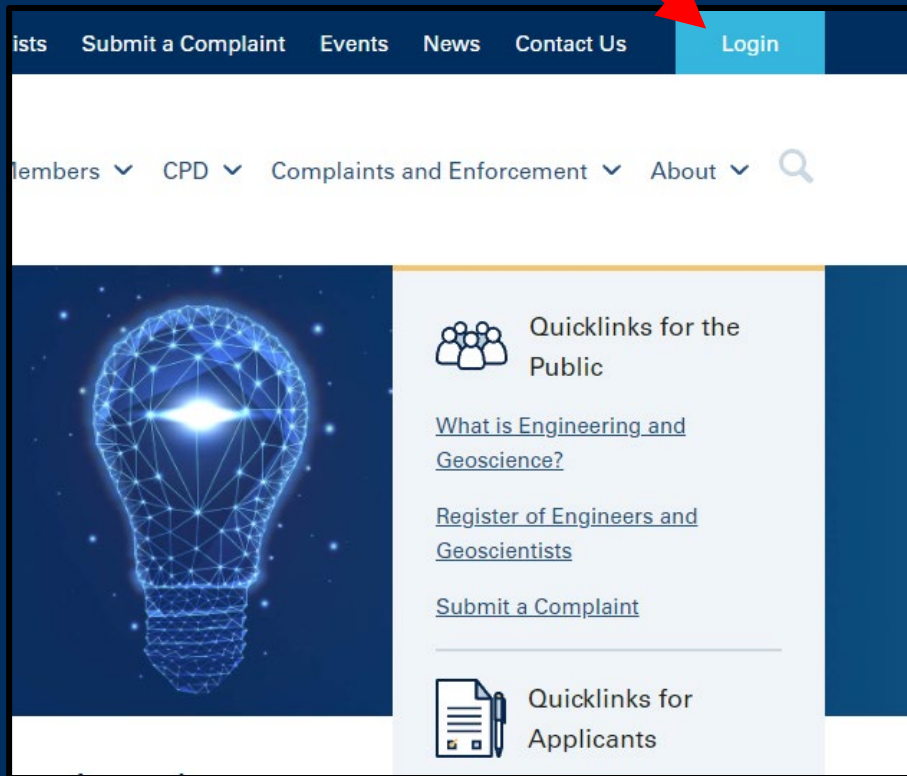 ists Submit a Complaint Events News Contact Us Login
Members CPD Complaints and Enforcement About
Quicklinks for the
Public
What is Engineering and
Geoscience?
Register of Engineers and
Geoscientists
Submit a Complaint
Quicklinks for
Applicants